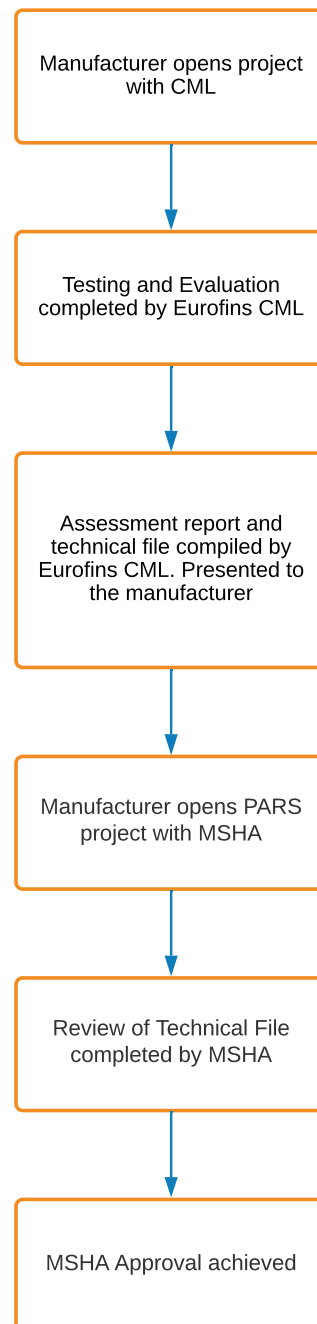 Manufacturer opens project
with CML
Testing and Evaluation
completed by Eurofins CML
Assessment report and
technical file compiled by
Eurofins CML. Presented to
the manufacturer
Manufacturer opens PARS
project with MSHA
Review of Technical File
completed by MSHA
MSHA Approval achieved